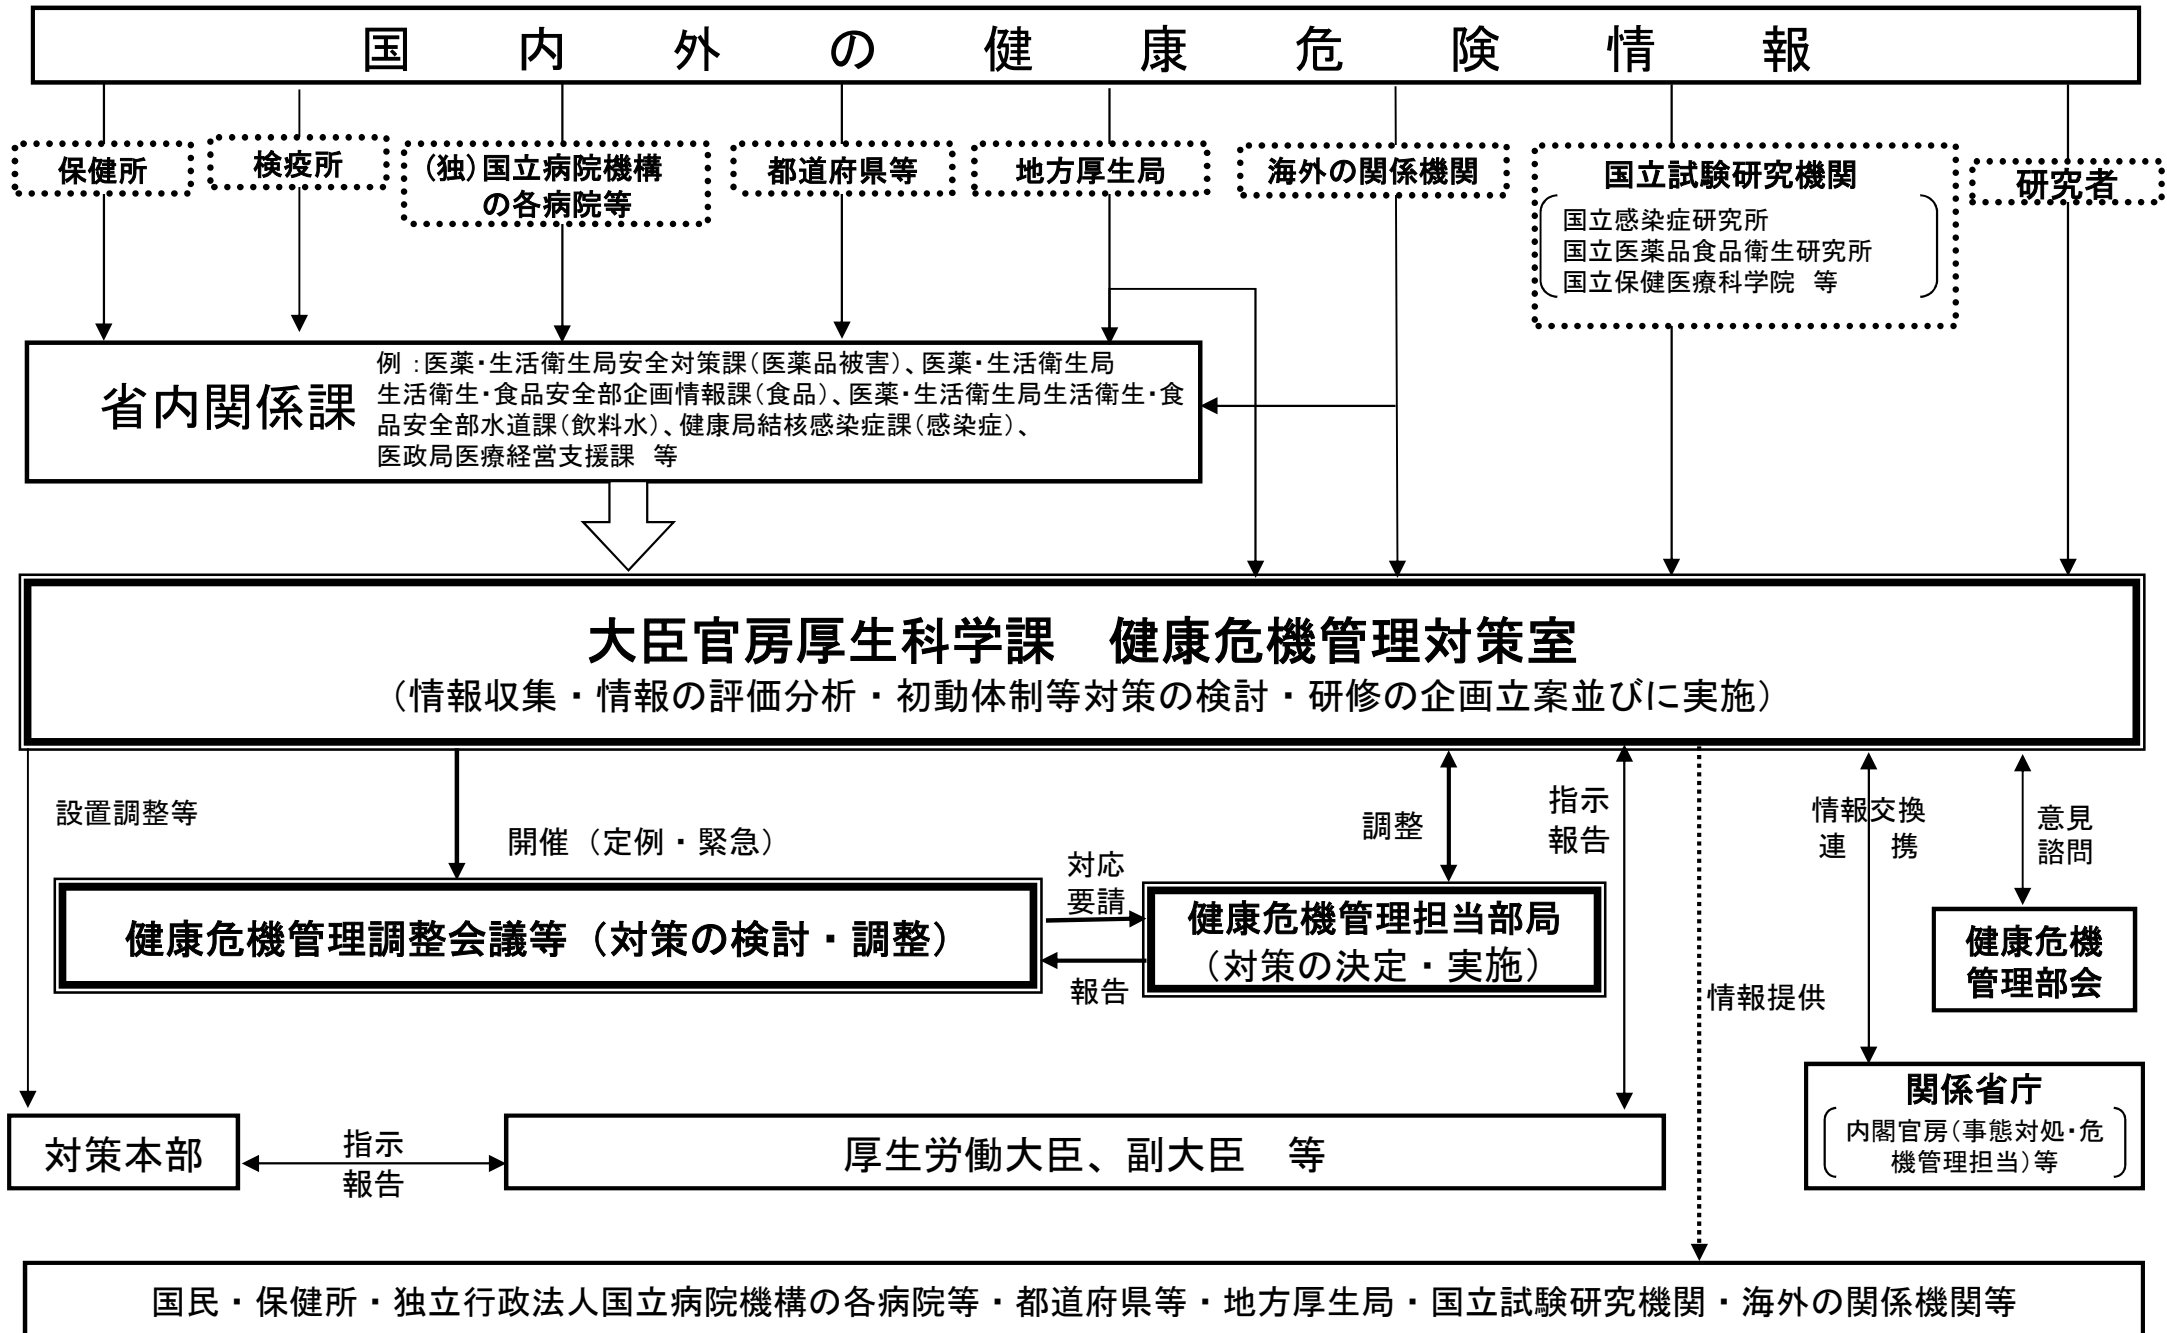 国内外の健康危険情報
保健所
検疫所
(独)国立病院機構
の各病院等
都道府県等
地方厚生局
海外の関係機関
国立試験研究機関
国立感染症研究所
国立医薬品食品衛生研究所
国立保健医療科学院　等
研究者
省内関係課
例：医薬・生活衛生局安全対策課(医薬品被害)、医薬・生活衛生局
生活衛生・食品安全部企画情報課(食品)、医薬・生活衛生局生活衛生・食
品安全部水道課(飲料水)、健康局結核感染症課(感染症)、
医政局医療経営支援課　等
大臣官房厚生科学課　健康危機管理対策室
（情報収集・情報の評価分析・初動体制等対策の検討・研修の企画立案並びに実施）
設置調整等
開催（定例・緊急）
対応
要請
調整
指示
報告
情報交換
連　携
意見
諮問
健康危機管理調整会議等（対策の検討・調整）
報告
健康危機管理担当部局
（対策の決定・実施）
情報提供
健康危機
管理部会
関係省庁
内閣官房(事態対処・危
機管理担当)等
対策本部
指示
報告
厚生労働大臣、副大臣　等
国民・保健所・独立行政法人国立病院機構の各病院等・都道府県等・地方厚生局・国立試験研究機関・海外の関係機関等